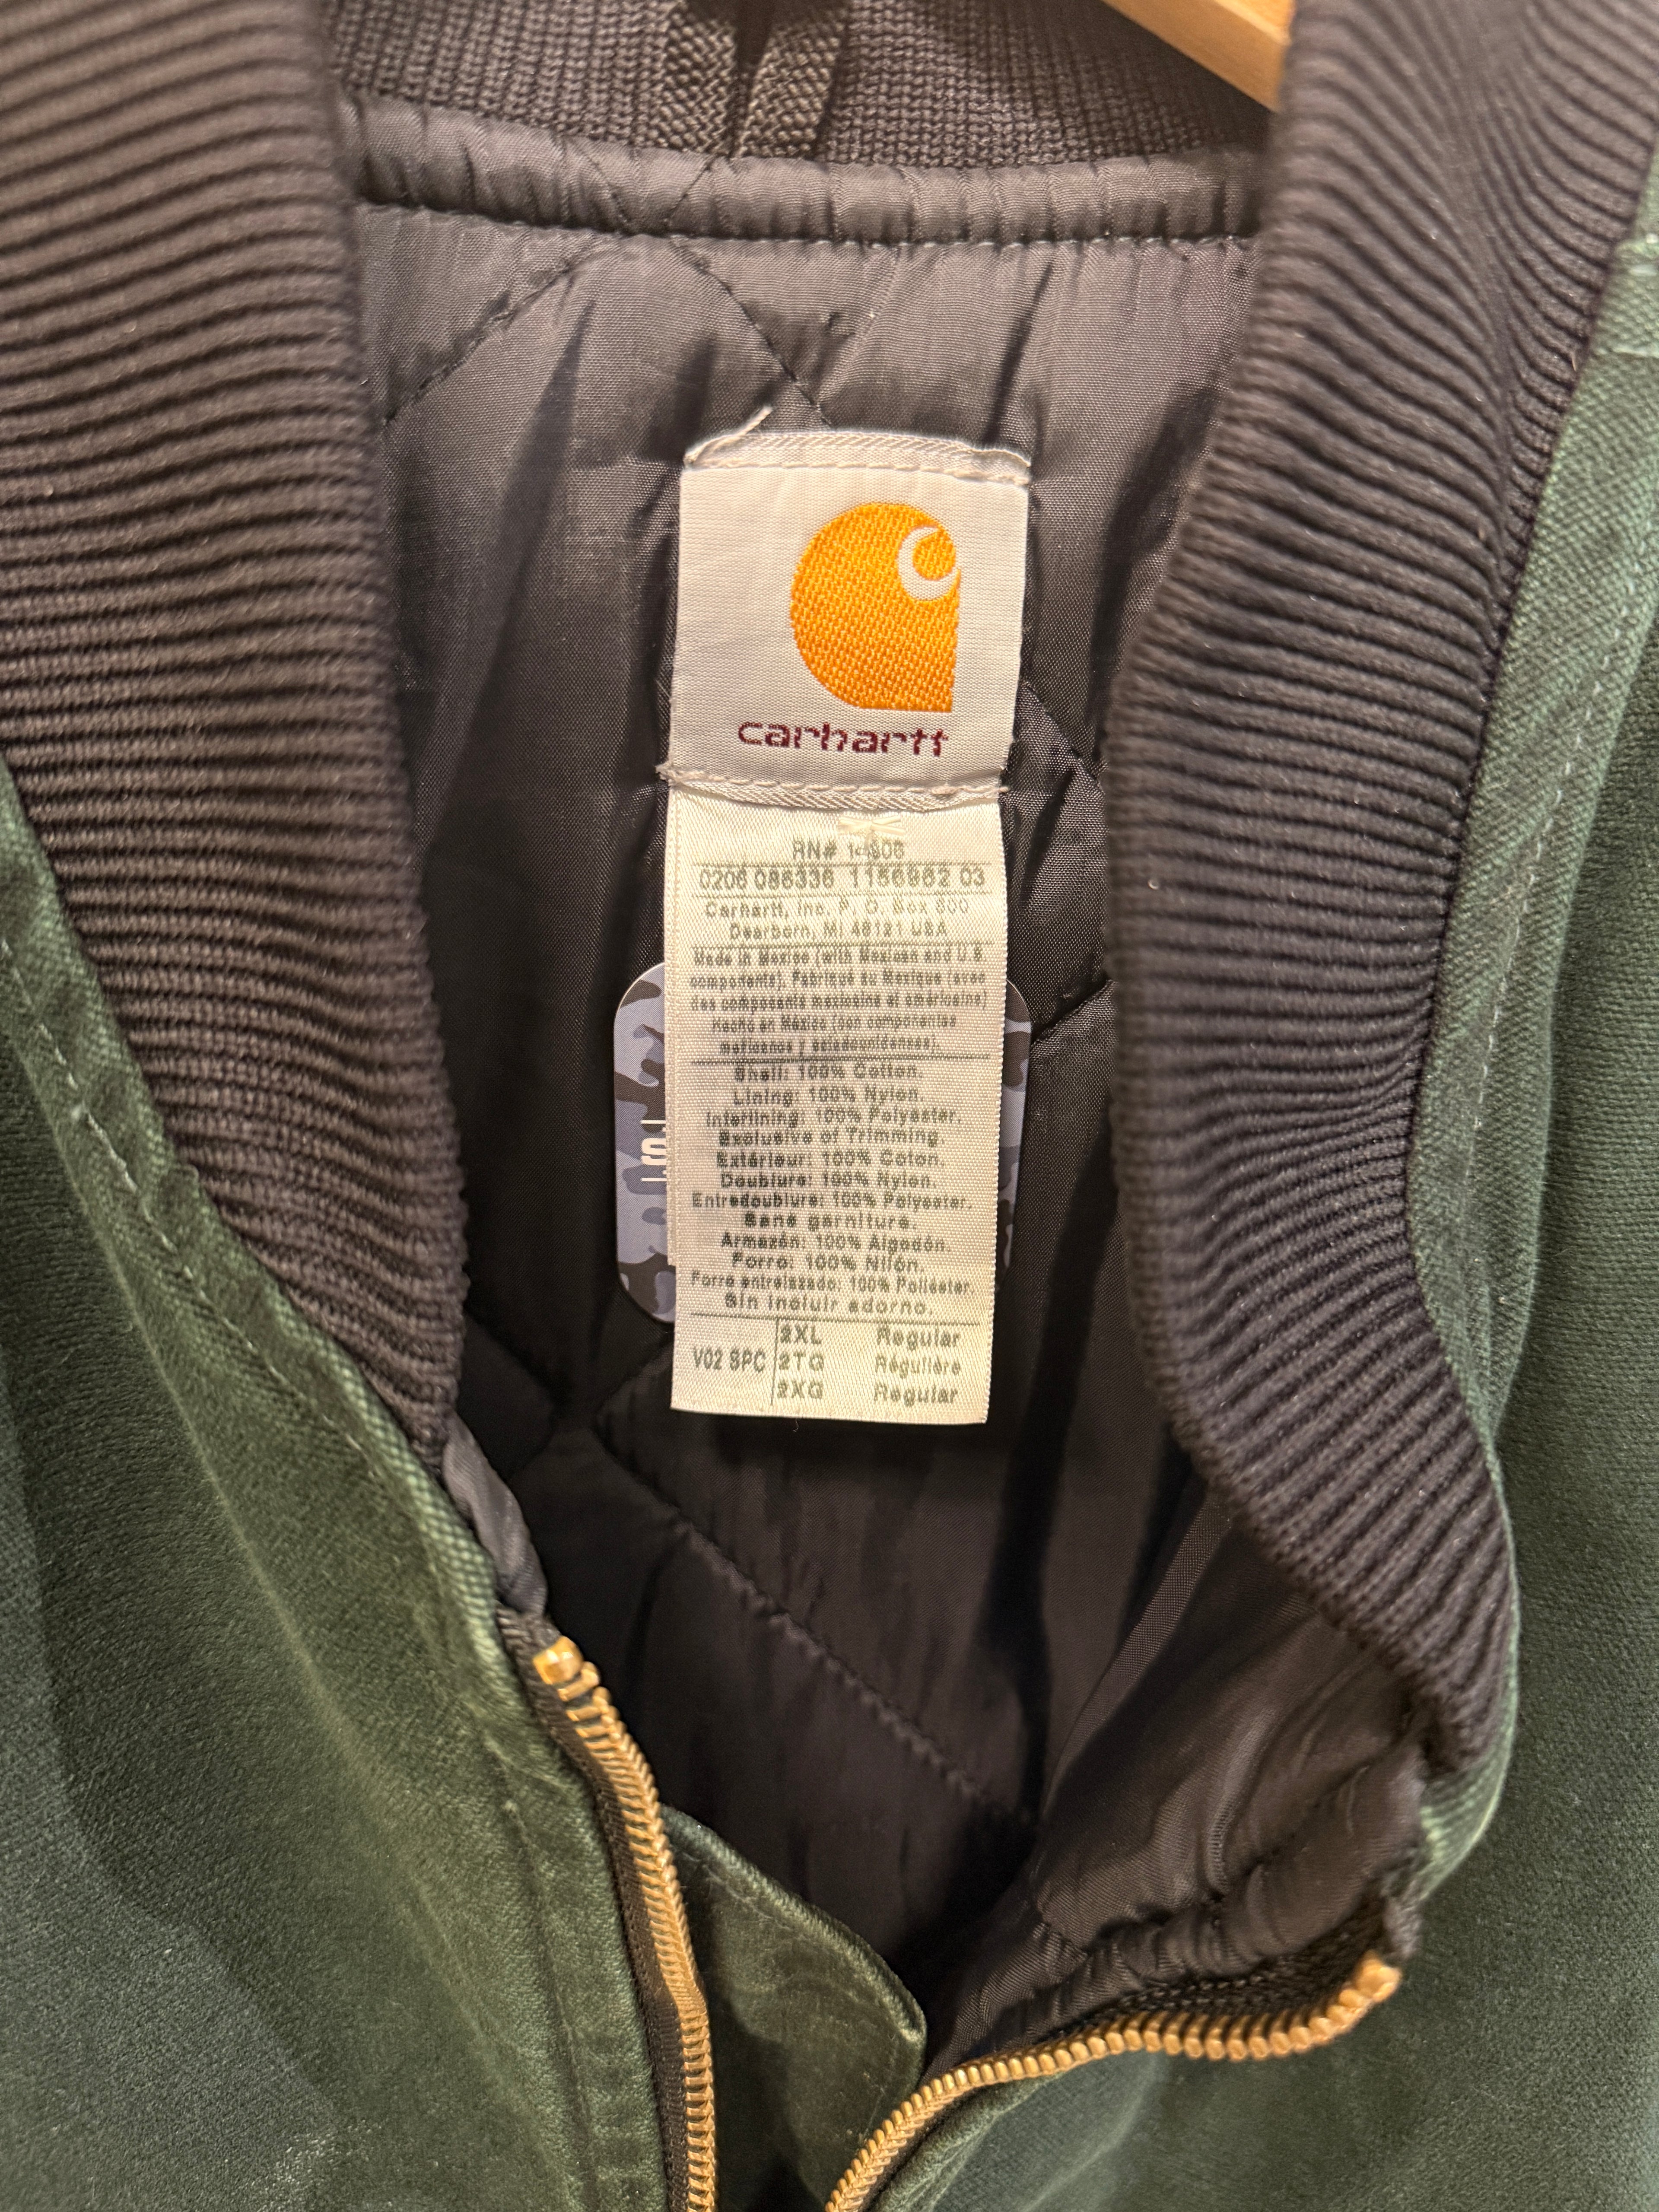 carhartt
RN# 14806
0206 086336 1156962 03
Carhartt, Inc. P. O. Box 600
Dearborn, MI 48121 USA
Made in Mexico (with Mexican and U.S.
components). Fabriqué au Mexique (avec
des composants mexicains et américains)
hecho en México (con componentes
mexicanos y estadounidenses).
Shell: 100% Cotton.
Lining: 100% Nylon.
Interlining: 100% Polyester.
Exclusive of Trimming
Extérieur: 100% Coton.
Doublure: 100% Nylon.
Entredoublure: 100% Polyester.
Sans garniture.
Armazón: 100% Algodón.
Forro: 100% Nilón.
Forro entrelazado: 100% Poliéster.
Sin incluir adorno.
2XL Regular
V02 SPC 2TG Régulière
2XG Regular